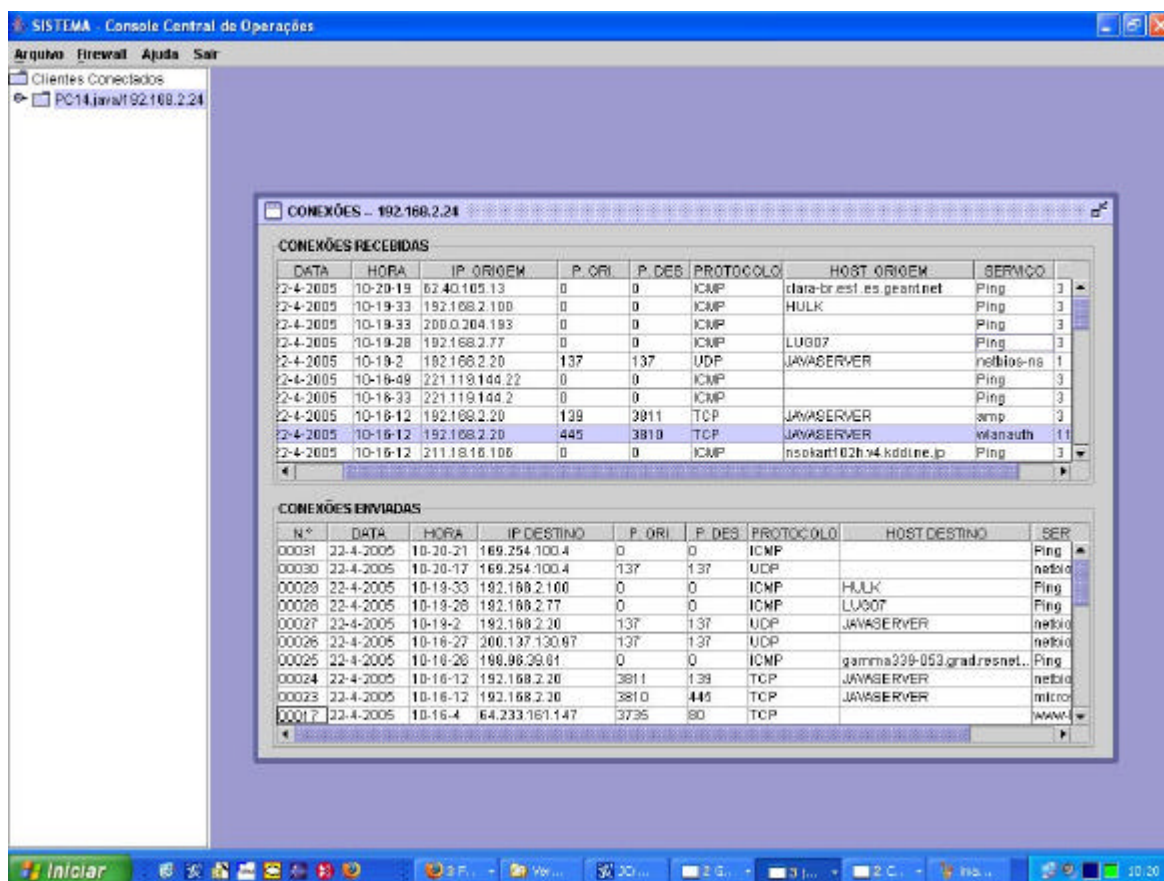 SISTEMA - Console Central de Operações
Arquivo Firewall Ajuda Sair
Clientes Conectados
PC14.java/192.168.2.24
CONEXÕES -- 192.168.2.24
CONEXÕES RECEBIDAS
DATA HORA IP ORIGEM P. ORI. P. DES PROTOCOLO HOST ORIGEM SERVICO
22-4-2005 10-20-19 62.40.105.13 0 0 ICMP clara-br.es1.es.geant.net Ping 3
22-4-2005 10-19-33 192.168.2.100 0 0 ICMP HULK Ping 3
22-4-2005 10-19-33 200.0.204.193 0 0 ICMP Ping 3
22-4-2005 10-19-28 192.168.2.77 0 0 ICMP LUG07 Ping 3
22-4-2005 10-19-2 192.168.2.20 137 137 UDP JAVASERVER netbios-ns 1
22-4-2005 10-16-49 221.119.144.22 0 0 ICMP Ping 3
22-4-2005 10-16-33 221.119.144.2 0 0 ICMP Ping 3
22-4-2005 10-16-12 192.168.2.20 139 3811 TCP JAVASERVER amp 3
22-4-2005 10-16-12 192.168.2.20 445 3810 TCP JAVASERVER wlanauth 11
22-4-2005 10-16-12 211.18.16.106 0 0 ICMP Ping 3
CONEXÕES ENVIADAS
N.º DATA HORA IP DESTINO P. ORI. P. DES PROTOCOLO HOST DESTINO SER
00031 22-4-2005 10-20-21 169.254.100.4 0 0 ICMP Ping
00030 22-4-2005 10-20-17 169.254.100.4 137 137 UDP netbio
00029 22-4-2005 10-19-33 192.168.2.100 0 0 ICMP HULK Ping
00028 22-4-2005 10-19-28 192.168.2.77 0 0 ICMP LUG07 Ping
00027 22-4-2005 10-19-2 192.168.2.20 137 137 UDP JAVASERVER netbio
00026 22-4-2005 10-16-27 200.137.130.97 137 137 UDP netbio
00025 22-4-2005 10-16-26 198.96.39.61 0 0 ICMP gamma339-053.grad.resnet... Ping
00024 22-4-2005 10-16-12 192.168.2.20 3811 139 TCP JAVASERVER netbio
00023 22-4-2005 10-16-12 192.168.2.20 3810 445 TCP JAVASERVER micros
00017 22-4-2005 10-16-4 64.233.161.147 3735 80 TCP
Iniciar 3 F... Ver... 2 G... 2 C... 10:20